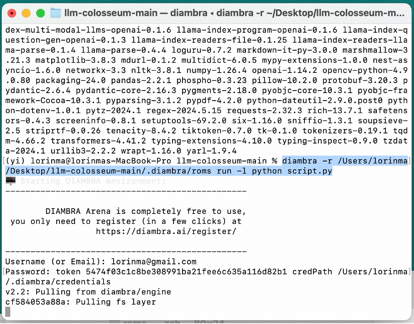 llm-colosseum-main — diambra • diambra -r ~/Desktop/llm-colosseum-m...
dex-multi-modal-llms-openai-0.1.6 llama-index-program-openai-0.1.6 llama-index-q
uestion-gen-openai-0.1.3 llama-index-readers-file-0.1.25 llama-index-readers-lla
ma-parse-0.1.4 llama-parse-0.4.4 loguru-0.7.2 markdown-it-py-3.0.0 marshmallow-3
.21.3 matplotlib-3.8.3 mdurl-0.1.2 multidict-6.0.5 mypy-extensions-1.0.0 nest-as
yncio-1.6.0 networkx-3.3 nltk-3.8.1 numpy-1.26.4 openai-1.14.2 opencv-python-4.9
.0.80 packaging-24.0 pandas-2.2.1 phospho-0.3.23 pillow-10.2.0 protobuf-3.20.3 p
ydantic-2.6.4 pydantic-core-2.16.3 pygments-2.18.0 pyobjc-core-10.3.1 pyobjc-fra
mework-Cocoa-10.3.1 pyparsing-3.1.2 pypdf-4.2.0 python-dateutil-2.9.0.post0 pyth
on-dotenv-1.0.1 pytz-2024.1 regex-2024.5.15 requests-2.32.3 rich-13.7.1 safetens
ors-0.4.3 screeninfo-0.8.1 setuptools-69.2.0 six-1.16.0 sniffio-1.3.1 soupsieve-
2.5 striprtf-0.0.26 tenacity-8.4.2 tiktoken-0.7.0 tk-0.1.0 tokenizers-0.19.1 tqd
m-4.66.2 transformers-4.41.2 typing-extensions-4.10.0 typing-inspect-0.9.0 tzdat
a-2024.1 urllib3-2.2.2 wrapt-1.16.0 yarl-1.9.4
(yi) lorinma@lorinmas-MacBook-Pro llm-colosseum-main % diambra -r /Users/lorinma
/Desktop/llm-colosseum-main/.diambra/roms run -l python script.py
DIAMBRA Arena is completely free to use,
you only need to register (in a few clicks) at
https://diambra.ai/register/
Username (or Email): lorinma@gmail.com
Password: token 5474f03c1c8be308991ba21fee6c635a116d82b1 credPath /Users/lorinma
/.diambra/credentials
v2.2: Pulling from diambra/engine
cf584053a88a: Pulling fs layer